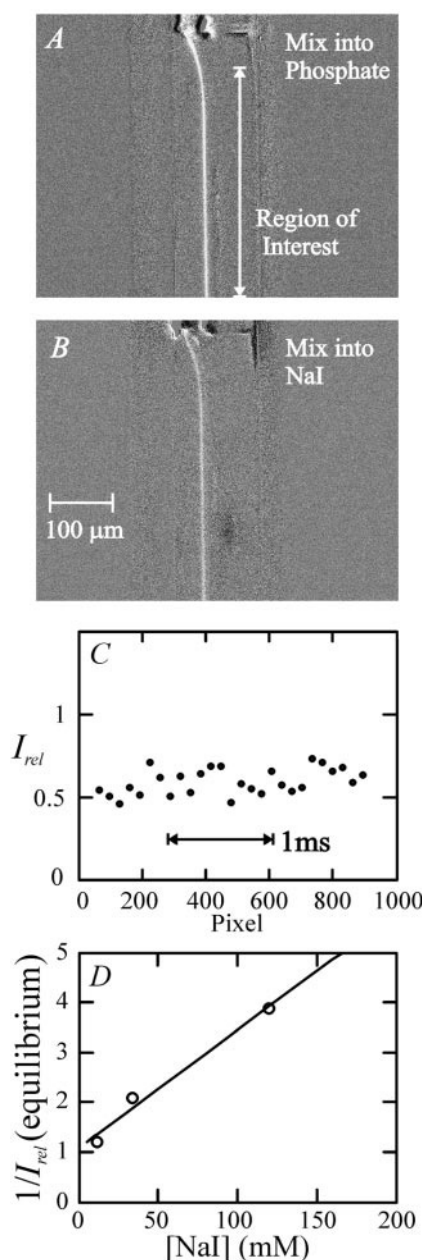 A
Mix into
Phosphate
Region of
Interest
B
Mix into
NaI
100 µm
C
1
I_rel
0.5
1ms
0
0 200 400 600 800 1000
Pixel
D
5
4
3
2
1
0
1/I_rel (equilibrium)
0 50 100 150 200
[NaI] (mM)